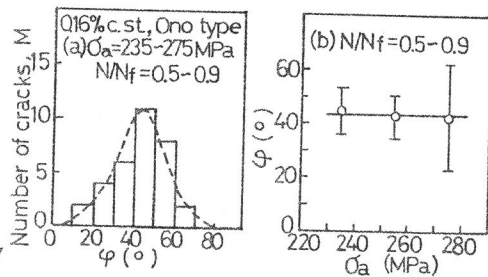 0.16% c.st., Ono type
(a) σa=235-275MPa
N/Nf=0.5-0.9
Number of cracks, M
15
10
5
0
0 20 40 60 80
φ (°)
(b) N/Nf=0.5-0.9
φ (°)
60
40
20
0
220 240 260 280
σa (MPa)